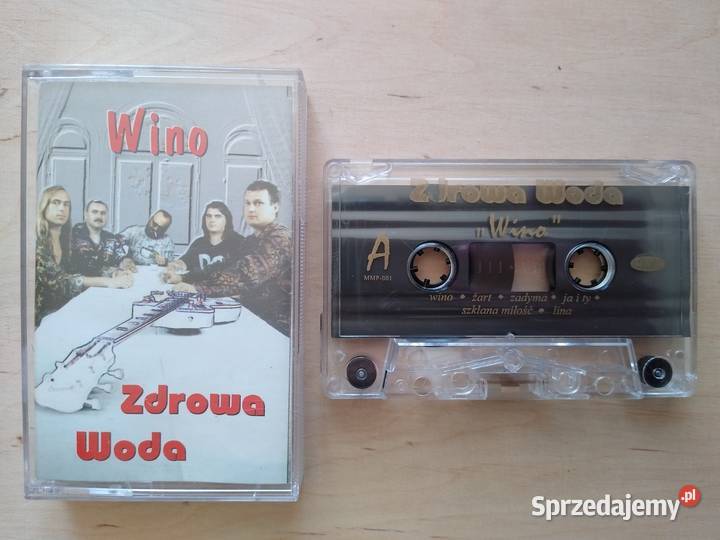 Wino
Zdrowa
Woda
Zdrowa Woda
„Wino”
A
MMP-001
wino • żart • zadyma • ja i ty •
szklana miłość • lina
Sprzedajemy.pl